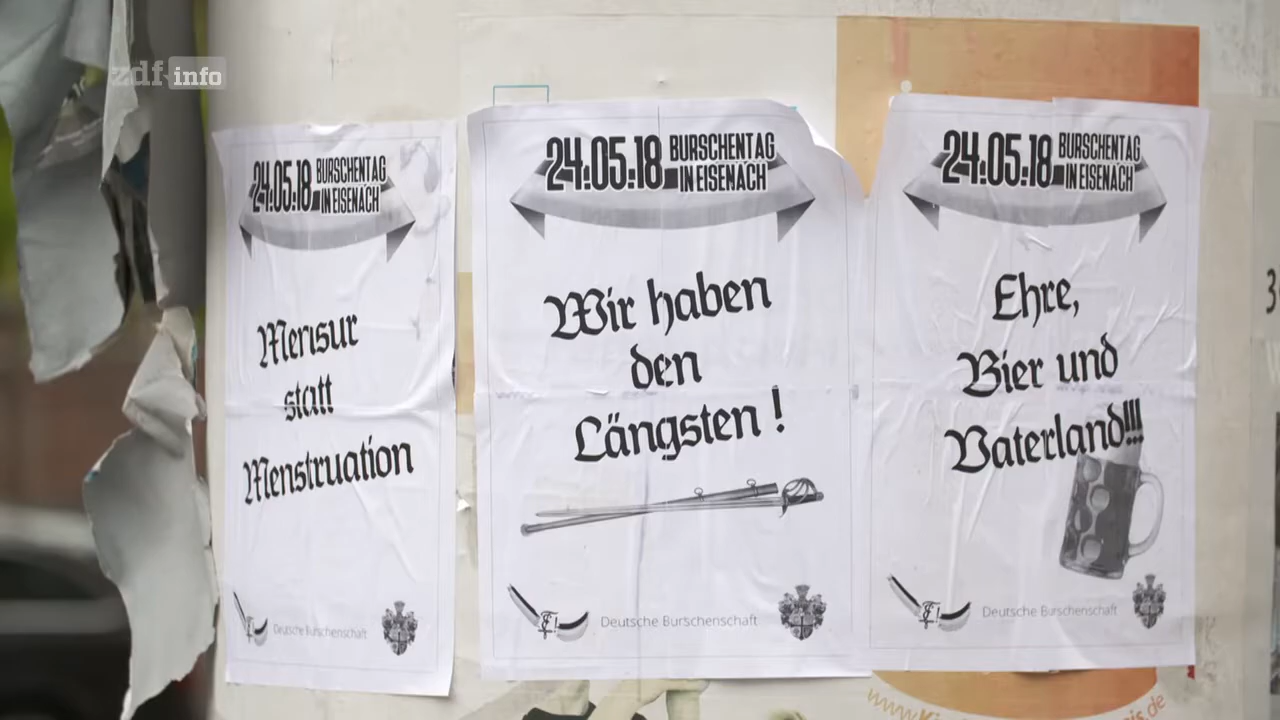 zdf info
24.05.18 BURSCHENTAG
IN EISENACH
Mensur
statt
Menstruation
Deutsche Burschenschaft
24.05.18 BURSCHENTAG
IN EISENACH
Wir haben
den
Längsten!
Deutsche Burschenschaft
24.05.18 BURSCHENTAG
IN EISENACH
Ehre,
Bier und
Vaterland!!!
Deutsche Burschenschaft
3